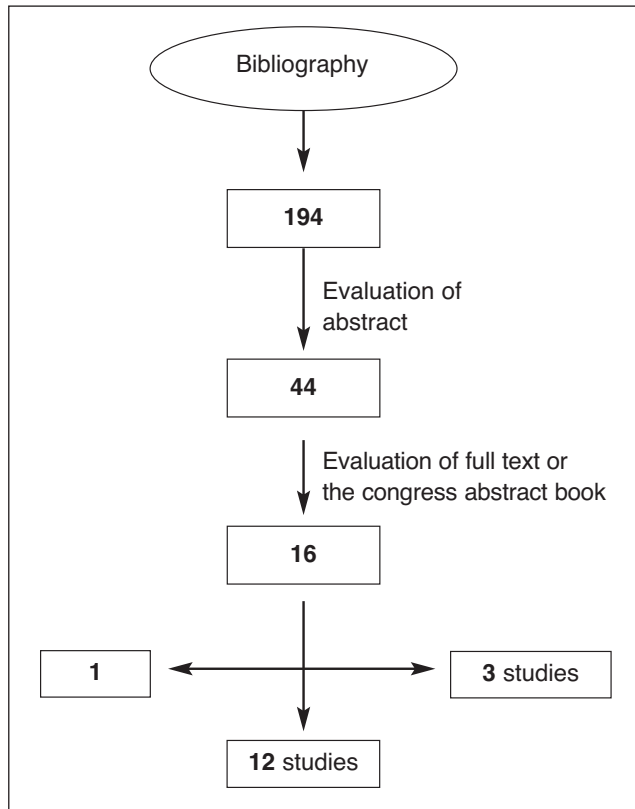 Bibliography
194
Evaluation of
abstract
44
Evaluation of full text or
the congress abstract book
16
1
3 studies
12 studies